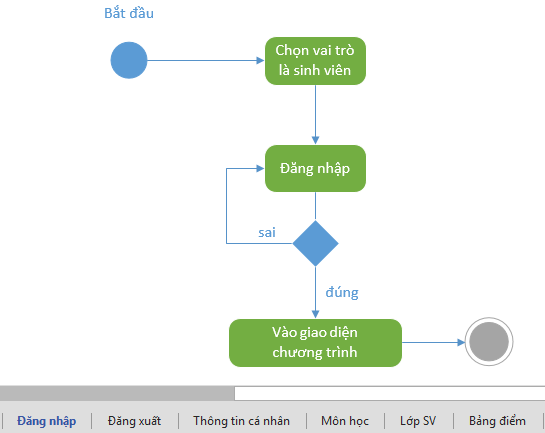 Bắt đầu
Chọn vai trò
là sinh viên
Đăng nhập
sai
đúng
Vào giao diện
chương trình
Đăng nhập
Đăng xuất
Thông tin cá nhân
Môn học
Lớp SV
Bảng điểm